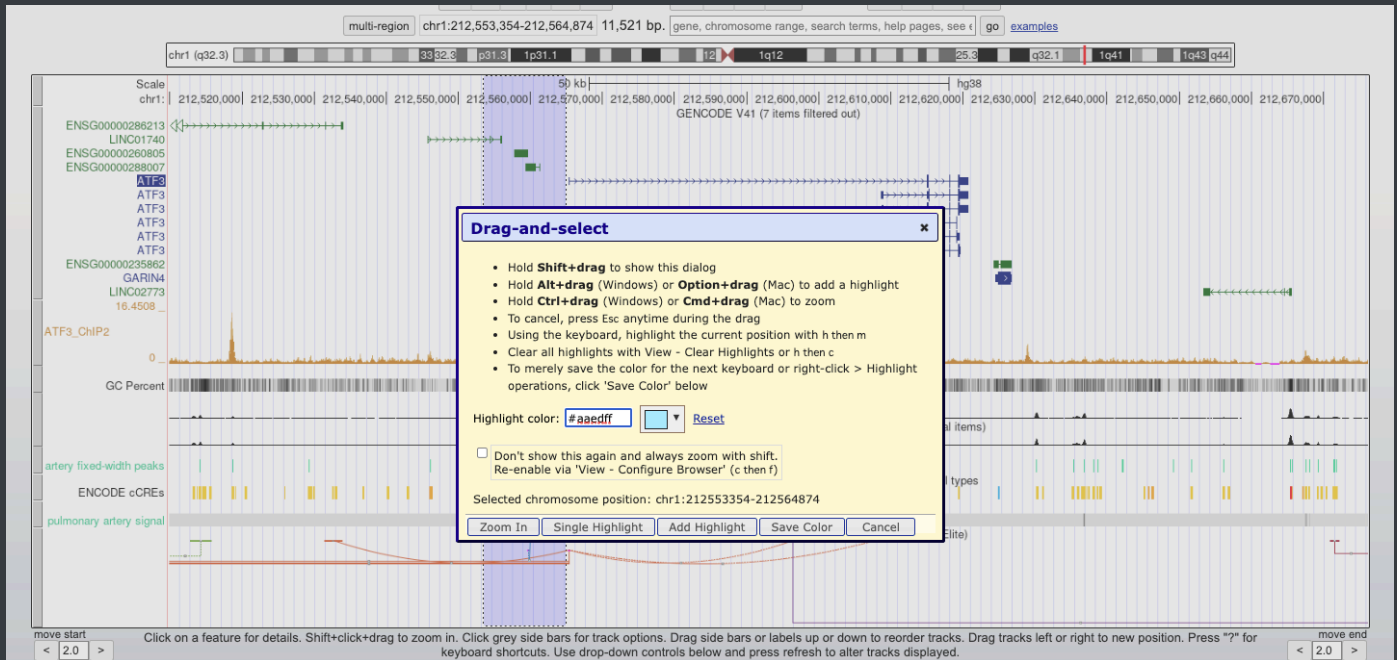 multi-region chr1:212,553,354-212,564,874 11,521 bp. gene, chromosome range, search terms, help pages, see go examples
chr1 (q32.3) 33 32.3 p31.3 1p31.1 12 1q12 25.3 q32.1 1q41 1q43 q44
Scale 50 kb hg38
chr1: 212,520,000 212,530,000 212,540,000 212,550,000 212,560,000 212,570,000 212,580,000 212,590,000 212,600,000 212,610,000 212,620,000 212,630,000 212,640,000 212,650,000 212,660,000 212,670,000
GENCODE V41 (7 items filtered out)
ENSG00000286213
LINC01740
ENSG00000260805
ENSG00000288007
ATF3
ATF3
ATF3
ATF3
ATF3
ATF3
ENSG00000235862
GARIN4
LINC02773
16.4508 _
ATF3_ChIP2
0 _
GC Percent
al items)
artery fixed-width peaks
l types
ENCODE cCREs
pulmonary artery signal
Elite)
Drag-and-select ×
• Hold Shift+drag to show this dialog
• Hold Alt+drag (Windows) or Option+drag (Mac) to add a highlight
• Hold Ctrl+drag (Windows) or Cmd+drag (Mac) to zoom
• To cancel, press Esc anytime during the drag
• Using the keyboard, highlight the current position with h then m
• Clear all highlights with View - Clear Highlights or h then c
• To merely save the color for the next keyboard or right-click > Highlight
operations, click 'Save Color' below
Highlight color: #aaedff ▼ Reset
Don't show this again and always zoom with shift.
Re-enable via 'View - Configure Browser' (c then f)
Selected chromosome position: chr1:212553354-212564874
Zoom In Single Highlight Add Highlight Save Color Cancel
move start Click on a feature for details. Shift+click+drag to zoom in. Click grey side bars for track options. Drag side bars or labels up or down to reorder tracks. Drag tracks left or right to new position. Press "?" for move end
< 2.0 > keyboard shortcuts. Use drop-down controls below and press refresh to alter tracks displayed. < 2.0 >